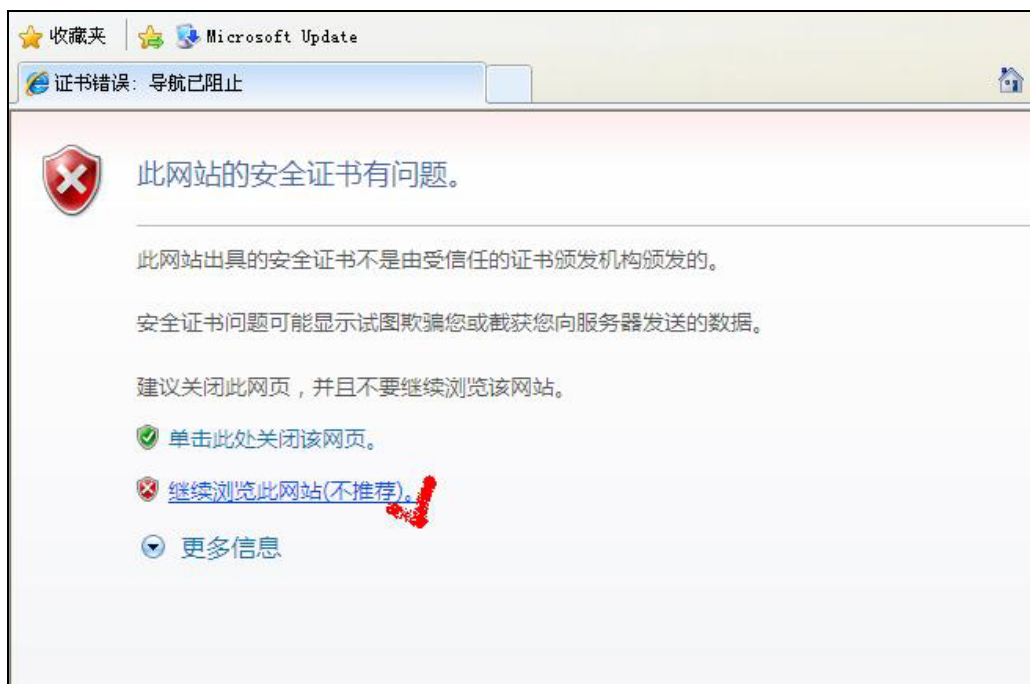 收藏夹 Microsoft Update
证书错误: 导航已阻止
此网站的安全证书有问题。
此网站出具的安全证书不是由受信任的证书颁发机构颁发的。
安全证书问题可能显示试图欺骗您或截获您向服务器发送的数据。
建议关闭此网页，并且不要继续浏览该网站。
单击此处关闭该网页。
继续浏览此网站(不推荐)。
更多信息